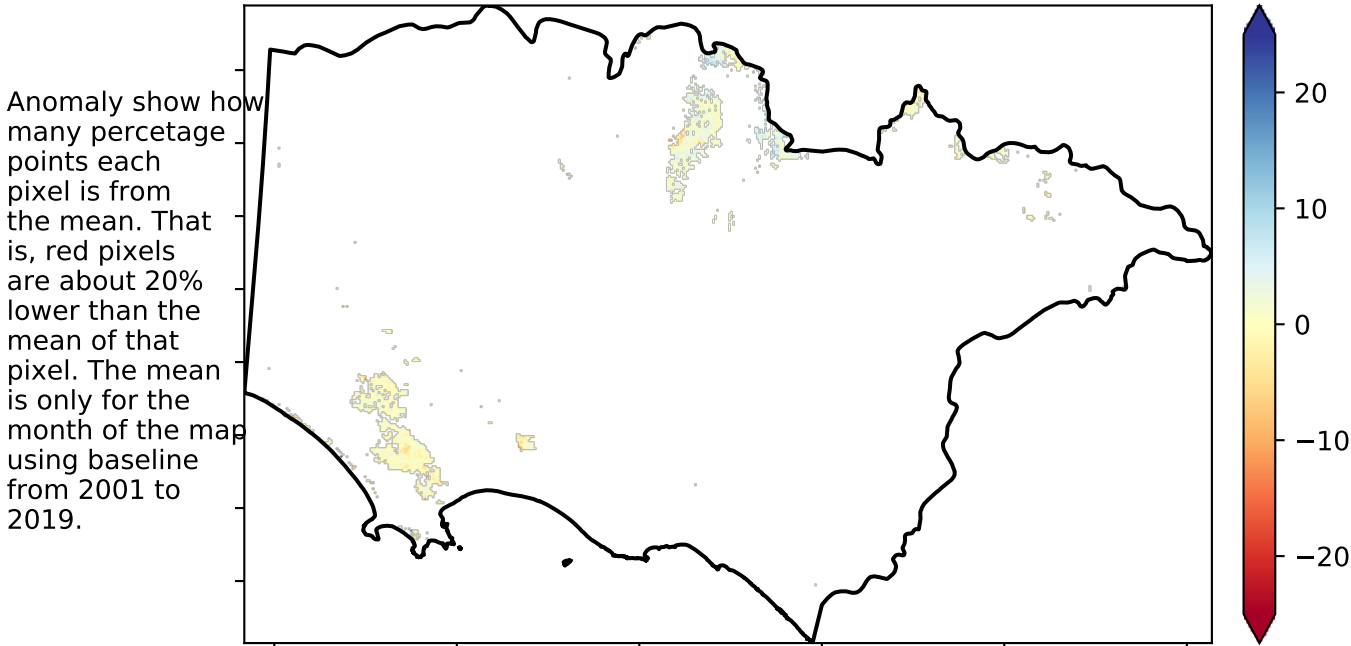 Anomaly show how
many percetage
points each
pixel is from
the mean. That
is, red pixels
are about 20%
lower than the
mean of that
pixel. The mean
is only for the
month of the map
using baseline
from 2001 to
2019.
20
10
0
−10
−20